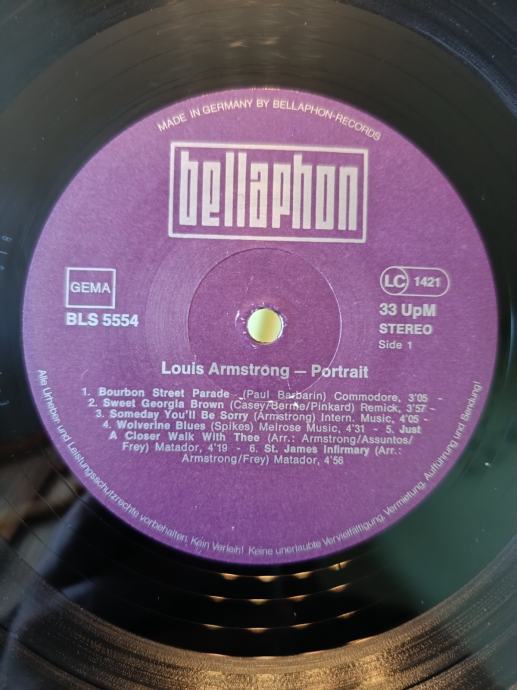 MADE IN GERMANY BY BELLAPHON-RECORDS
bellaphon
GEMA
BLS 5554
LC 1421
33 UpM
STEREO
Side 1
Louis Armstrong — Portrait
1. Bourbon Street Parade - (Paul Barbarin) Commodore, 3'05 -
2. Sweet Georgia Brown (Casey/Bernie/Pinkard) Remick, 3'57 -
3. Someday You'll Be Sorry (Armstrong) Intern. Music, 4'05 -
4. Wolverine Blues (Spikes) Melrose Music, 4'31 - 5. Just
A Closer Walk With Thee (Arr.: Armstrong/Assuntos/
Frey) Matador, 4'19 - 6. St. James Infirmary (Arr.:
Armstrong/Frey) Matador, 4'56
Alle Urheber und Leistungsschutzrechte vorbehalten. Kein Verleih! Keine unerlaubte Vervielfältigung, Vermietung, Aufführung und Sendung!